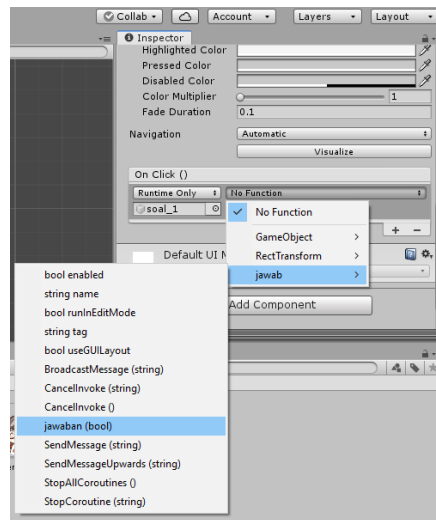 Collab
Account
Layers
Layout
Inspector
Highlighted Color
Pressed Color
Disabled Color
Color Multiplier
1
Fade Duration
0.1
Navigation
Automatic
Visualize
On Click ()
Runtime Only
No Function
soal_1
No Function
GameObject
RectTransform
jawab
+ −
Default UI M
Add Component
bool enabled
string name
bool runInEditMode
string tag
bool useGUILayout
BroadcastMessage (string)
CancelInvoke (string)
CancelInvoke ()
jawaban (bool)
SendMessage (string)
SendMessageUpwards (string)
StopAllCoroutines ()
StopCoroutine (string)